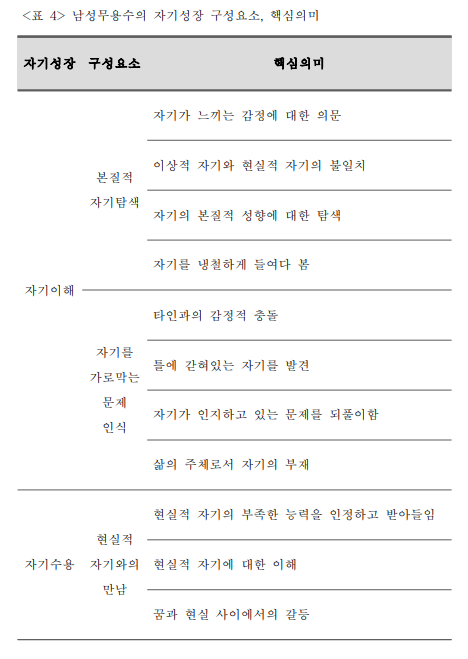 <표 4> 남성무용수의 자기성장 구성요소, 핵심의미
자기성장 구성요소 핵심의미
자기이해
본질적
자기탐색
자기가 느끼는 감정에 대한 의문
이상적 자기와 현실적 자기의 불일치
자기의 본질적 성향에 대한 탐색
자기를 냉철하게 들여다 봄
자기를
가로막는
문제
인식
타인과의 감정적 충돌
틀에 갇혀있는 자기를 발견
자기가 인지하고 있는 문제를 되풀이함
삶의 주체로서 자기의 부재
자기수용
현실적
자기와의
만남
현실적 자기의 부족한 능력을 인정하고 받아들임
현실적 자기에 대한 이해
꿈과 현실 사이에서의 갈등